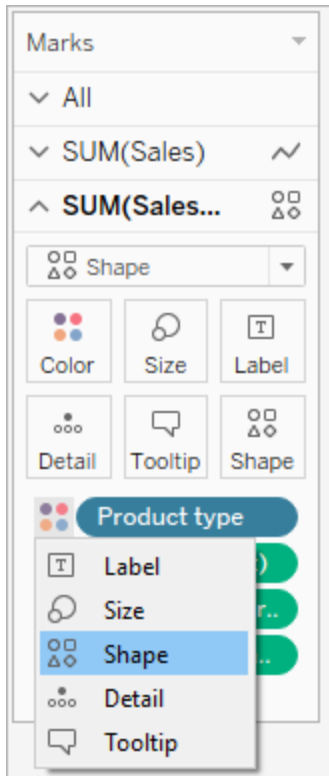 Marks
All
SUM(Sales)
SUM(Sales...
Shape
Color Size Label
Detail Tooltip Shape
Product type
Label
)
Size
r..
Shape
..
Detail
Tooltip